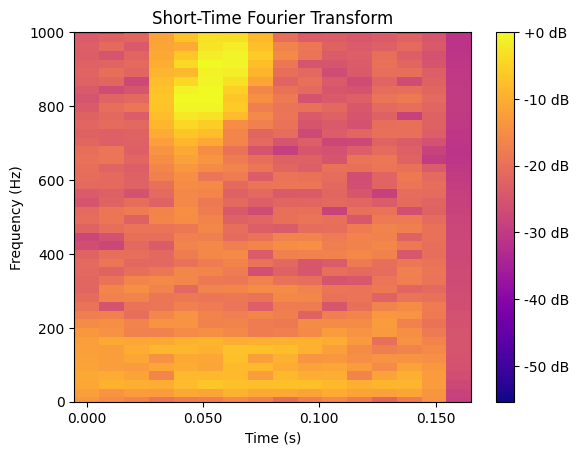 Short-Time Fourier Transform
1000
800
600
400
200
0
Frequency (Hz)
0.000
0.050
0.100
0.150
Time (s)
+0 dB
-10 dB
-20 dB
-30 dB
-40 dB
-50 dB